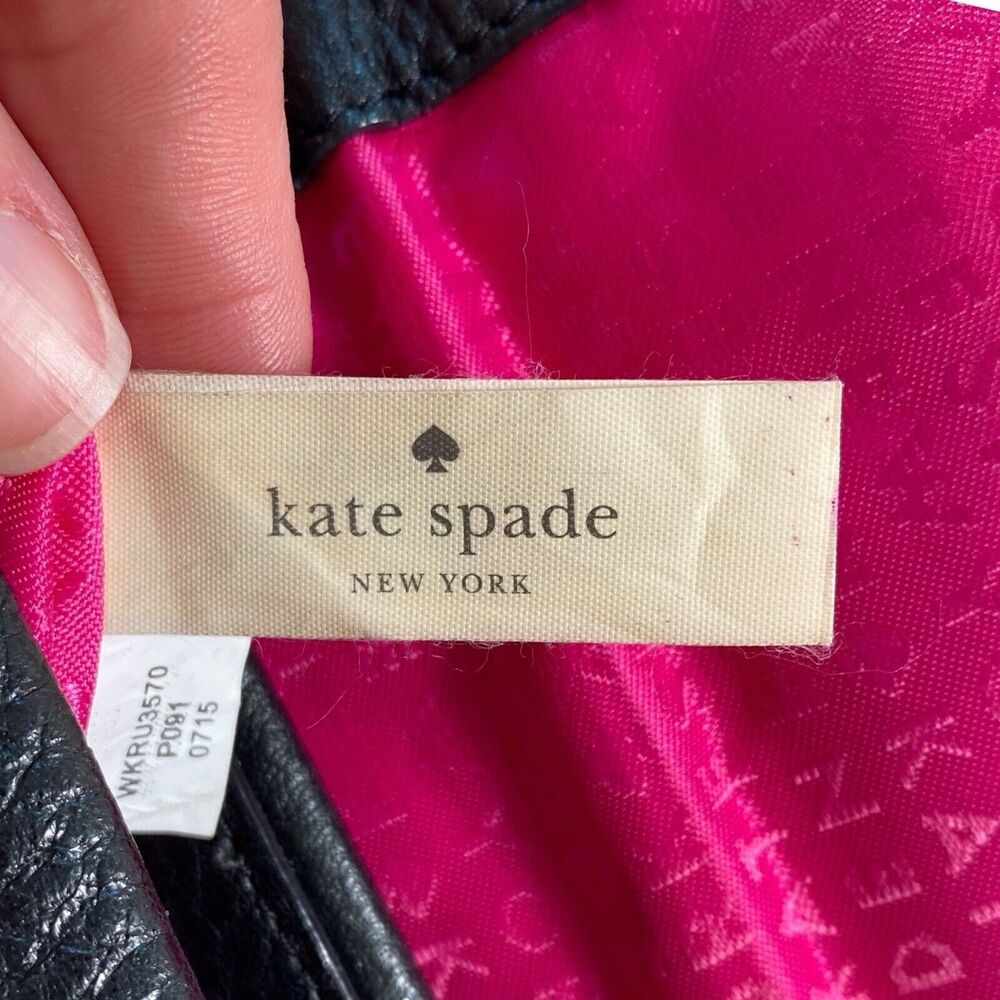 kate spade
NEW YORK
WKRU3570
P091
0715